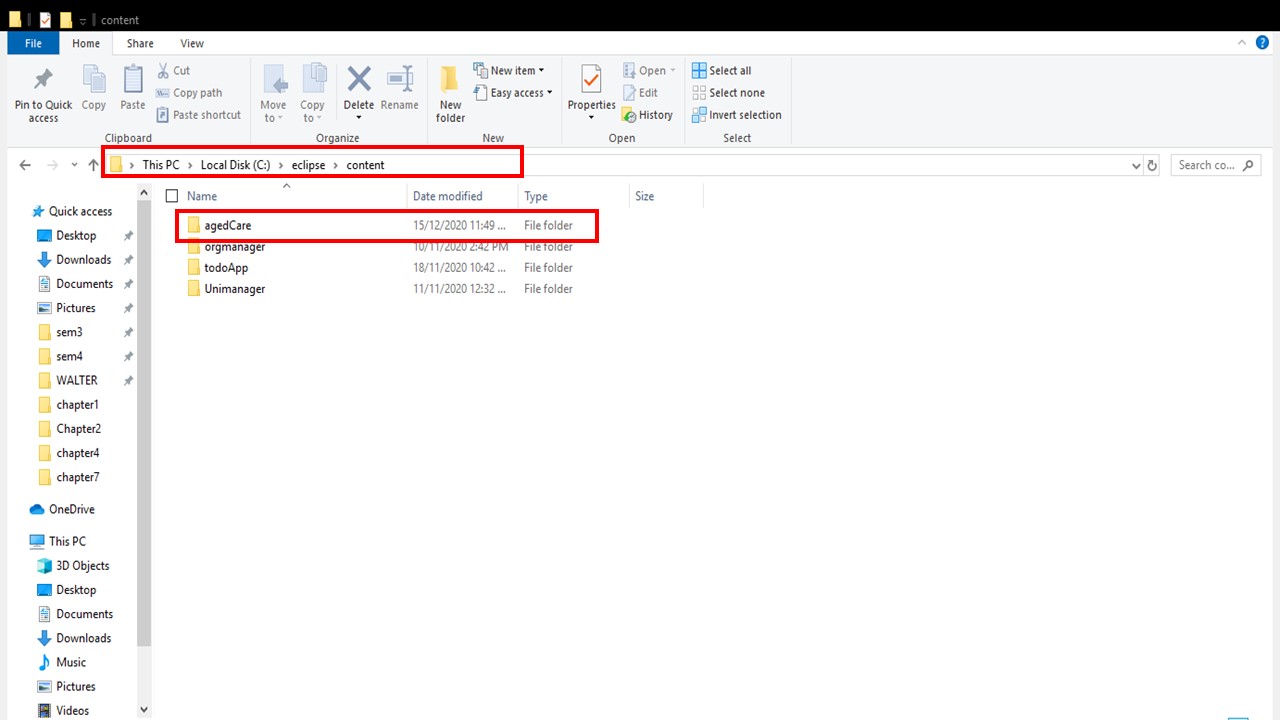 content
File Home Share View
Pin to Quick access
Copy
Paste
Cut
Copy path
Paste shortcut
Clipboard
Move to
Copy to
Delete
Rename
Organize
New folder
New item
Easy access
New
Properties
Open
Edit
History
Open
Select all
Select none
Invert selection
Select
This PC › Local Disk (C:) › eclipse › content
Search co...
Name Date modified Type Size
agedCare 15/12/2020 11:49 ... File folder
orgmanager 10/11/2020 2:42 PM File folder
todoApp 18/11/2020 10:42 ... File folder
Unimanager 11/11/2020 12:32 ... File folder
Quick access
Desktop
Downloads
Documents
Pictures
sem3
sem4
WALTER
chapter1
Chapter2
chapter4
chapter7
OneDrive
This PC
3D Objects
Desktop
Documents
Downloads
Music
Pictures
Videos